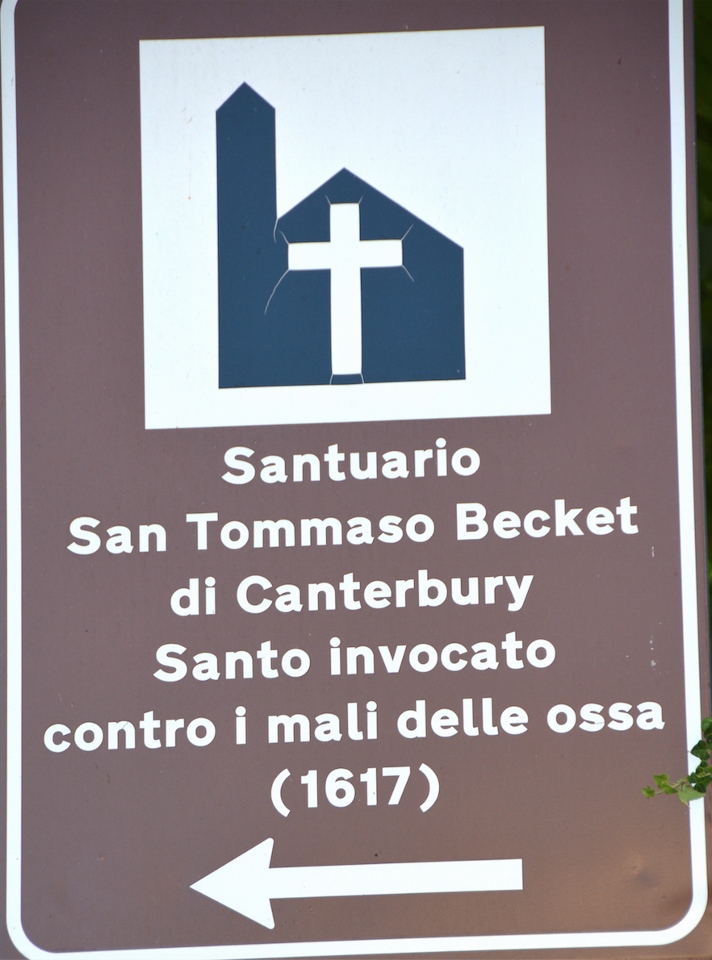 Santuario
San Tommaso Becket
di Canterbury
Santo invocato
contro i mali delle ossa
(1617)